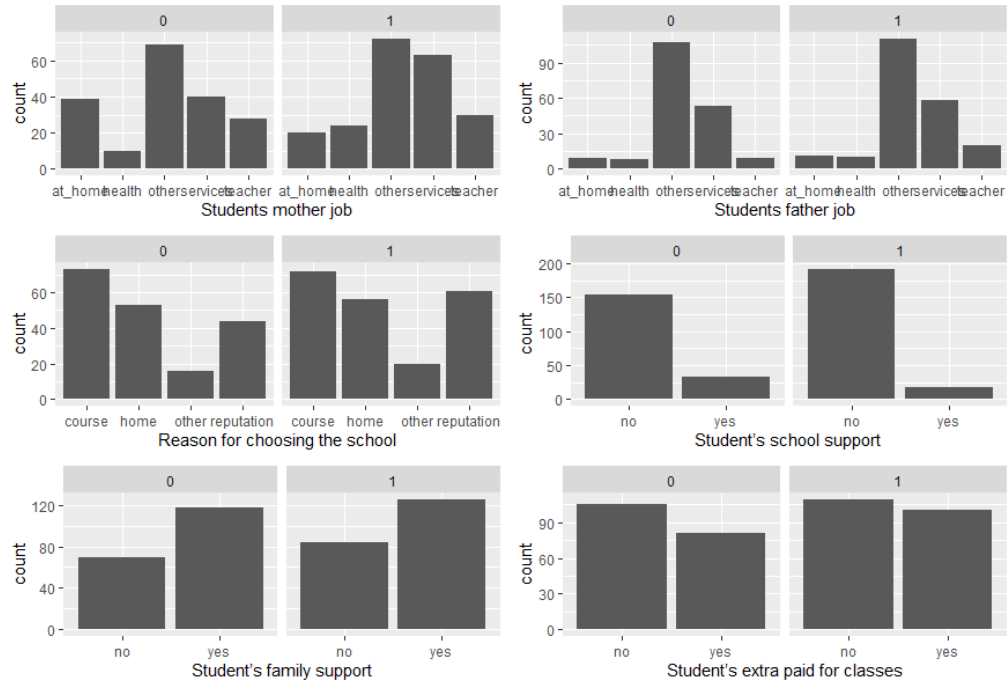 0 1
count
60
40
20
0
at_home health others services teacher at_home health others services teacher
Students mother job
0 1
count
90
60
30
0
at_home health others services teacher at_home health others services teacher
Students father job
0 1
count
60
40
20
0
course home other reputation course home other reputation
Reason for choosing the school
0 1
count
200
150
100
50
0
no yes no yes
Student's school support
0 1
count
120
80
40
0
no yes no yes
Student's family support
0 1
count
90
60
30
0
no yes no yes
Student's extra paid for classes